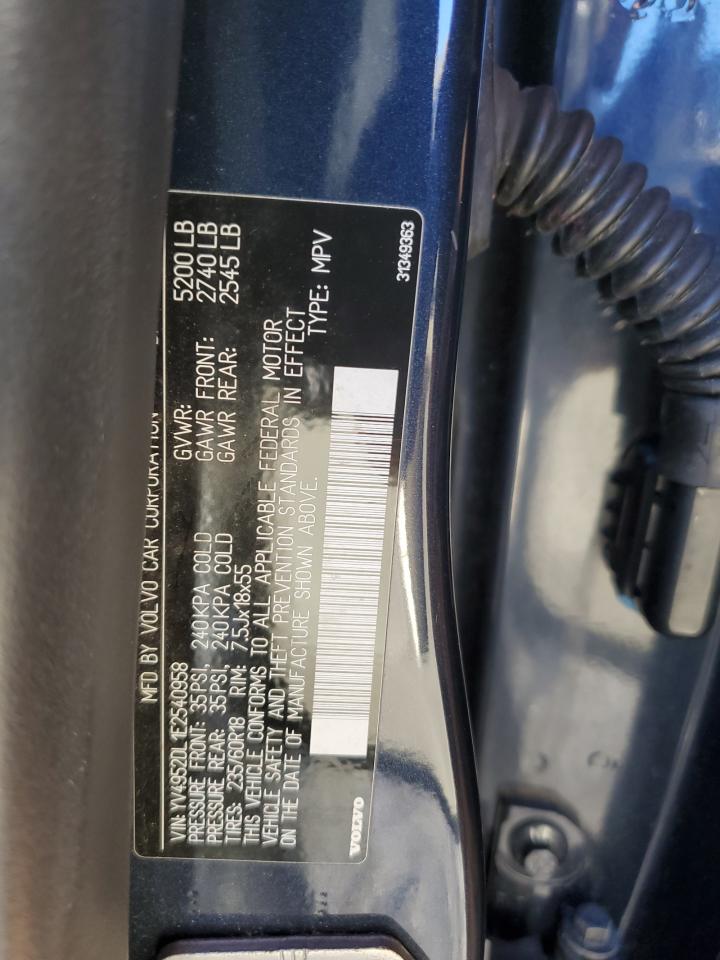 MFD BY VOLVO CAR CORPORATION
VIN: YV4952DL1E2540958
GVWR: 5200 LB
PRESSURE FRONT: 35PSI, 240KPA COLD
GAWR FRONT: 2740 LB
PRESSURE REAR: 35PSI, 240KPA COLD
GAWR REAR: 2545 LB
TIRES: 235/60R18 RIM: 7.5Jx18x55
THIS VEHICLE CONFORMS TO ALL APPLICABLE FEDERAL MOTOR
VEHICLE SAFETY AND THEFT PREVENTION STANDARDS IN EFFECT
ON THE DATE OF MANUFACTURE SHOWN ABOVE.
TYPE: MPV
VOLVO
31349363